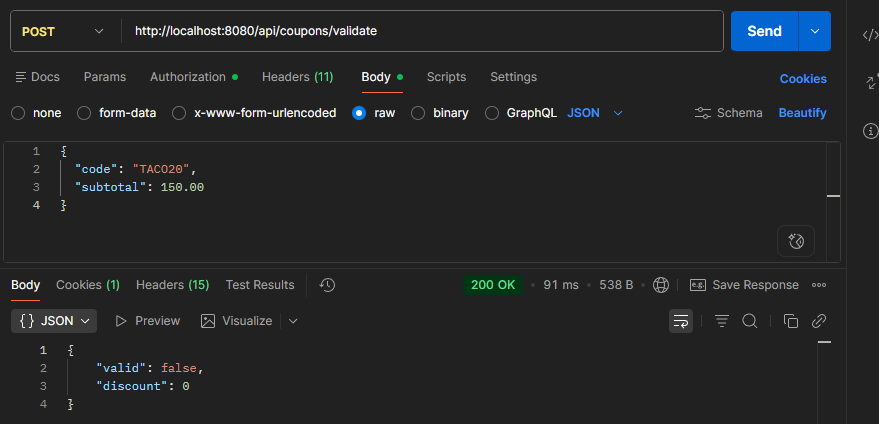 POST http://localhost:8080/api/coupons/validate Send
Docs Params Authorization Headers (11) Body Scripts Settings Cookies
none form-data x-www-form-urlencoded raw binary GraphQL JSON Schema Beautify
1 {
2 "code": "TACO20",
3 "subtotal": 150.00
4 }
Body Cookies (1) Headers (15) Test Results 200 OK • 91 ms • 538 B e.g. Save Response
{} JSON Preview Visualize
1 {
2 "valid": false,
3 "discount": 0
4 }